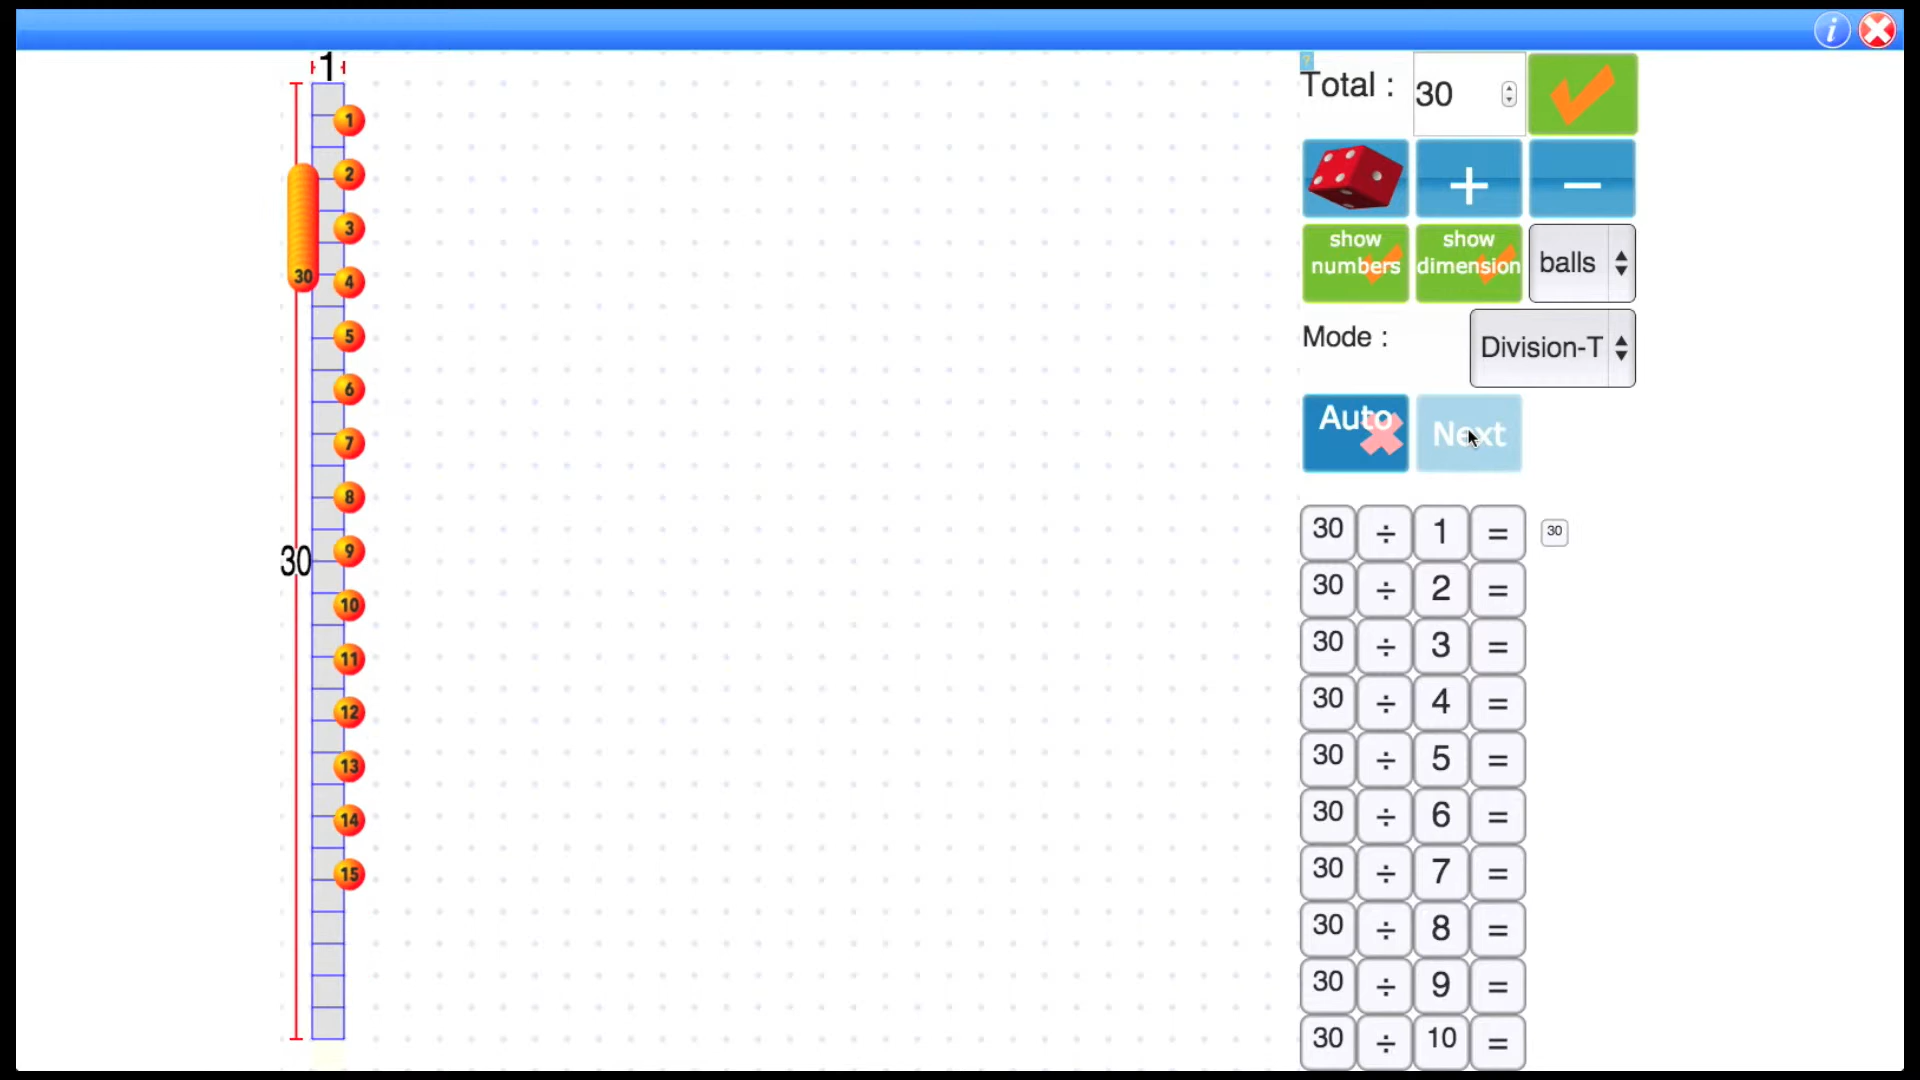 1
1
2
3
30
4
5
6
7
8
30
9
10
11
12
13
14
15
i
?
Total : 30
+ −
show numbers
show dimension
balls
Mode : Division-T
Auto Next
30 ÷ 1 = 30
30 ÷ 2 =
30 ÷ 3 =
30 ÷ 4 =
30 ÷ 5 =
30 ÷ 6 =
30 ÷ 7 =
30 ÷ 8 =
30 ÷ 9 =
30 ÷ 10 =